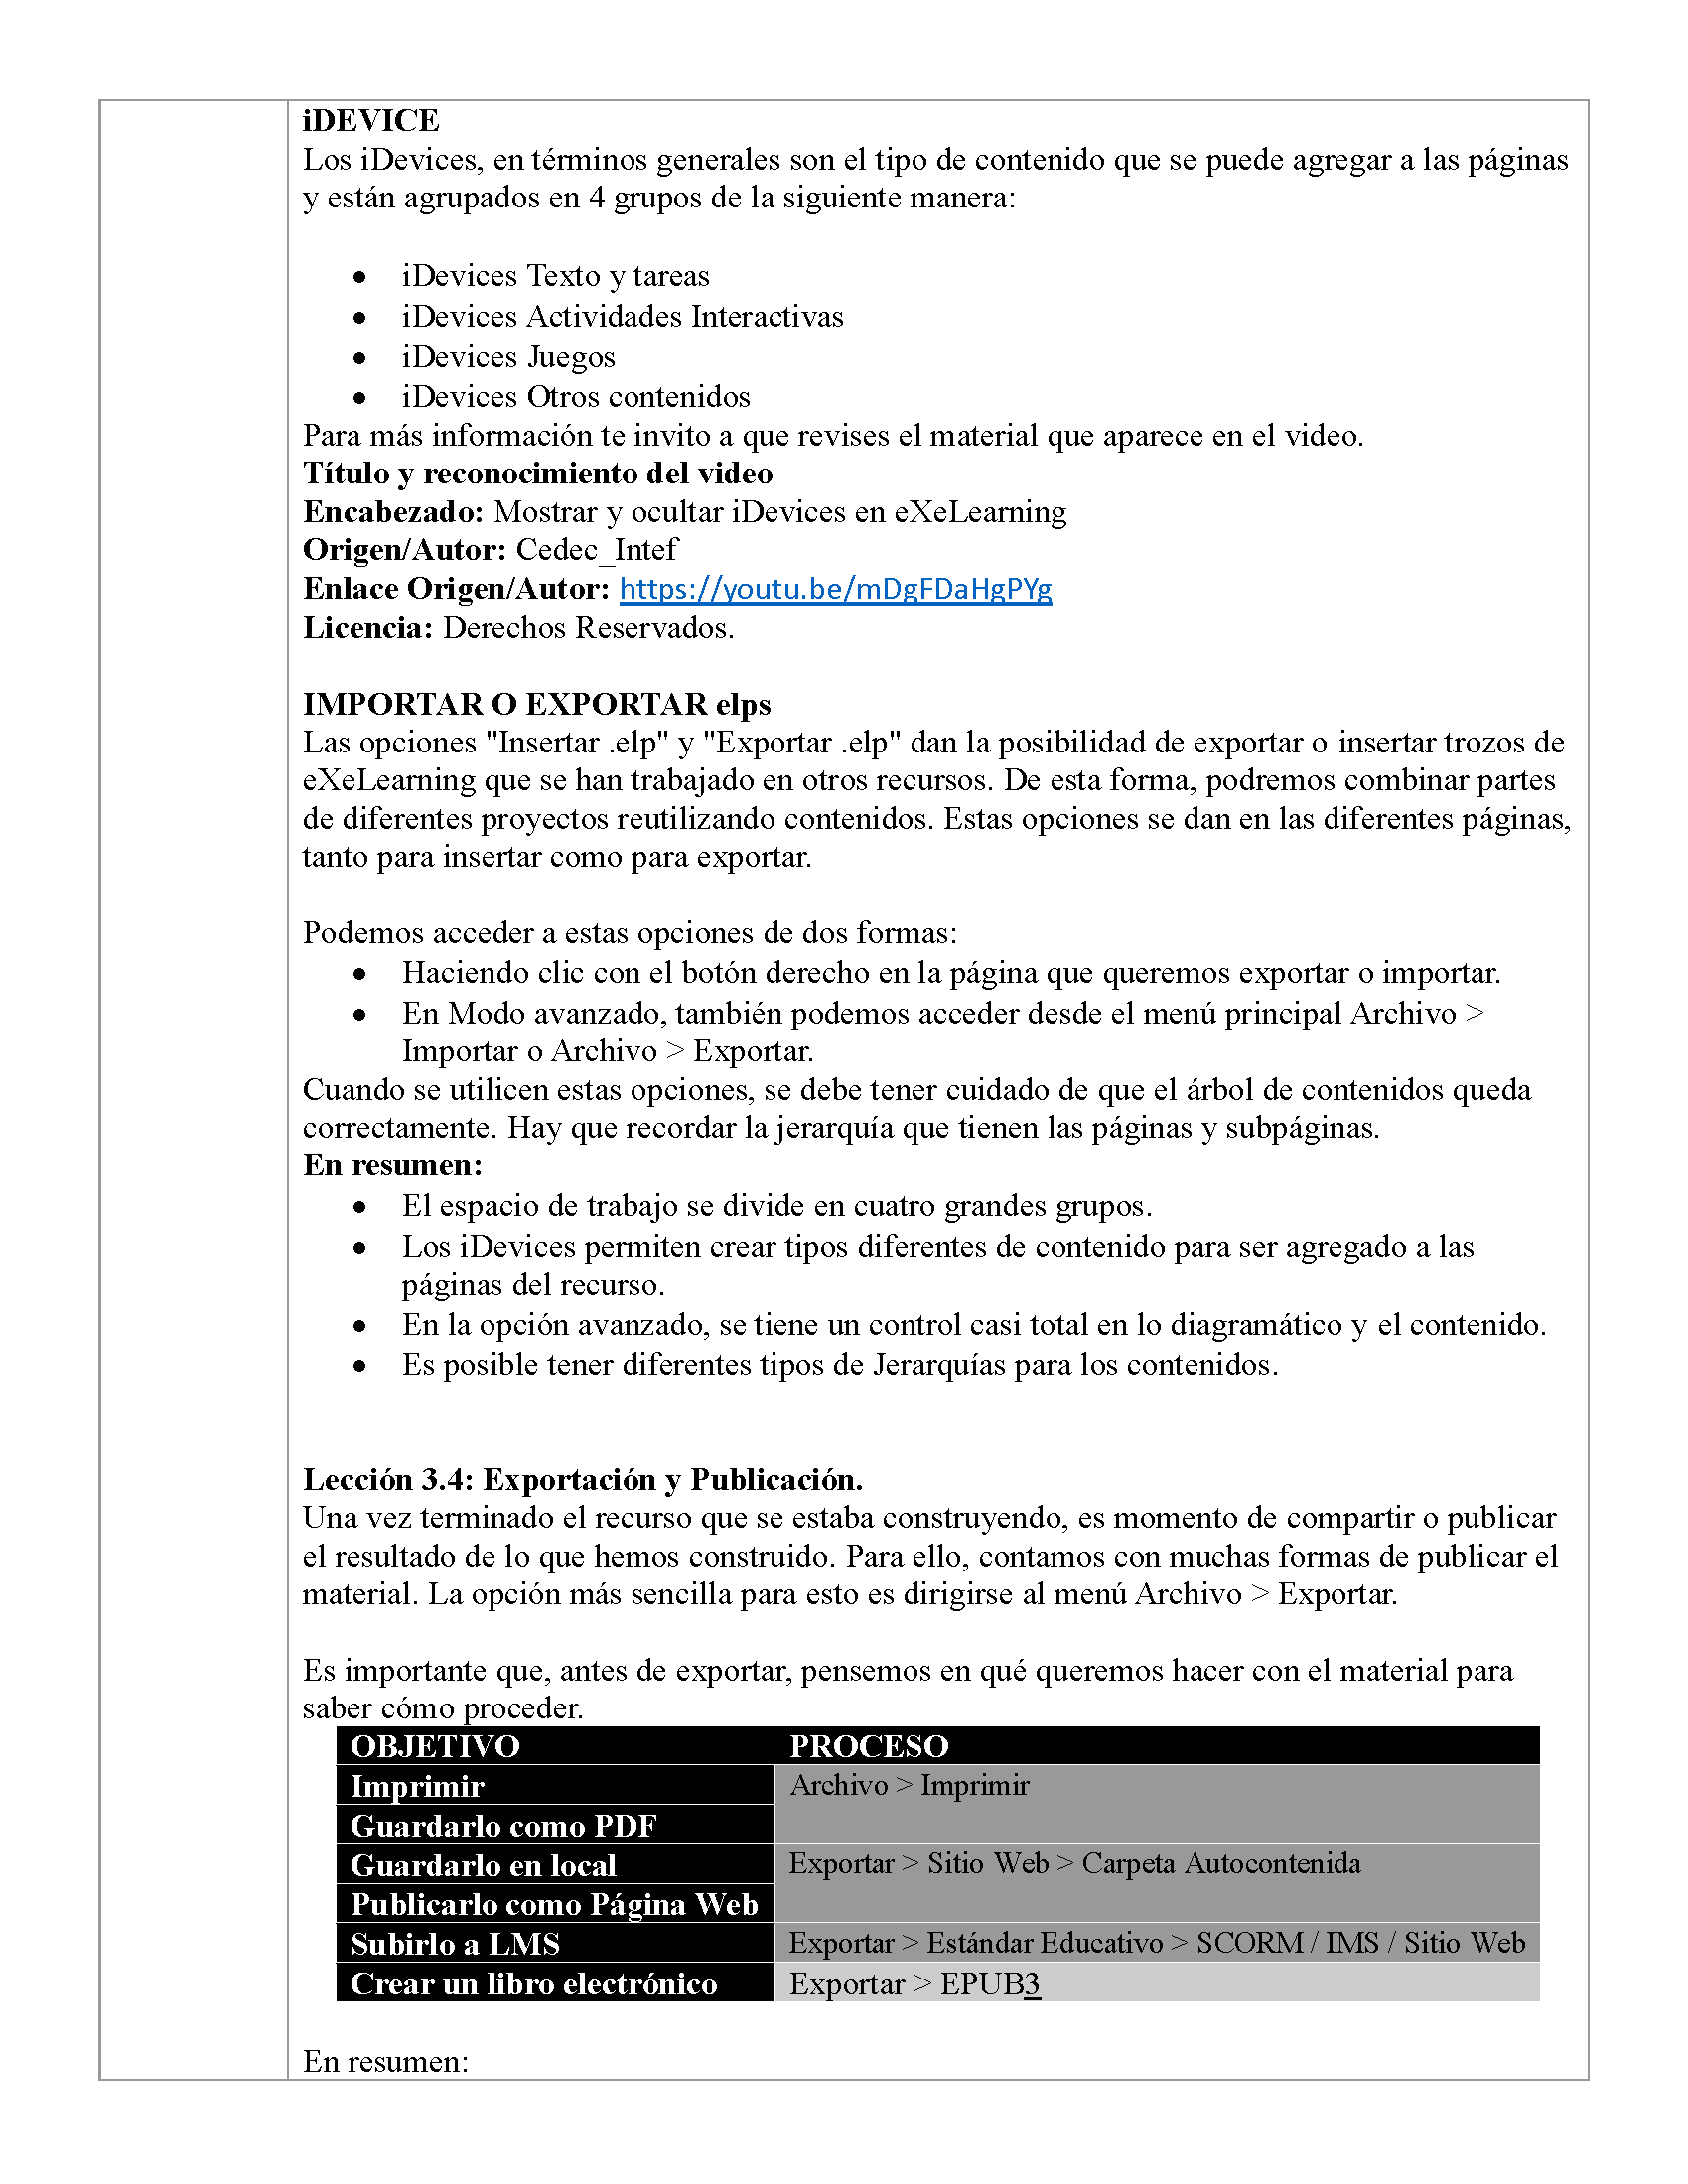 iDEVICE
Los iDevices, en términos generales son el tipo de contenido que se puede agregar a las páginas
y están agrupados en 4 grupos de la siguiente manera:
• iDevices Texto y tareas
• iDevices Actividades Interactivas
• iDevices Juegos
• iDevices Otros contenidos
Para más información te invito a que revises el material que aparece en el video.
Título y reconocimiento del video
Encabezado: Mostrar y ocultar iDevices en eXeLearning
Origen/Autor: Cedec_Intef
Enlace Origen/Autor: https://youtu.be/mDgFDaHgPYg
Licencia: Derechos Reservados.
IMPORTAR O EXPORTAR elps
Las opciones "Insertar .elp" y "Exportar .elp" dan la posibilidad de exportar o insertar trozos de
eXeLearning que se han trabajado en otros recursos. De esta forma, podremos combinar partes
de diferentes proyectos reutilizando contenidos. Estas opciones se dan en las diferentes páginas,
tanto para insertar como para exportar.
Podemos acceder a estas opciones de dos formas:
• Haciendo clic con el botón derecho en la página que queremos exportar o importar.
• En Modo avanzado, también podemos acceder desde el menú principal Archivo >
Importar o Archivo > Exportar.
Cuando se utilicen estas opciones, se debe tener cuidado de que el árbol de contenidos queda
correctamente. Hay que recordar la jerarquía que tienen las páginas y subpáginas.
En resumen:
• El espacio de trabajo se divide en cuatro grandes grupos.
• Los iDevices permiten crear tipos diferentes de contenido para ser agregado a las
páginas del recurso.
• En la opción avanzado, se tiene un control casi total en lo diagramático y el contenido.
• Es posible tener diferentes tipos de Jerarquías para los contenidos.
Lección 3.4: Exportación y Publicación.
Una vez terminado el recurso que se estaba construyendo, es momento de compartir o publicar
el resultado de lo que hemos construido. Para ello, contamos con muchas formas de publicar el
material. La opción más sencilla para esto es dirigirse al menú Archivo > Exportar.
Es importante que, antes de exportar, pensemos en qué queremos hacer con el material para
saber cómo proceder.
OBJETIVO PROCESO
Imprimir Archivo > Imprimir
Guardarlo como PDF
Guardarlo en local Exportar > Sitio Web > Carpeta Autocontenida
Publicarlo como Página Web
Subirlo a LMS Exportar > Estándar Educativo > SCORM / IMS / Sitio Web
Crear un libro electrónico Exportar > EPUB3
En resumen: